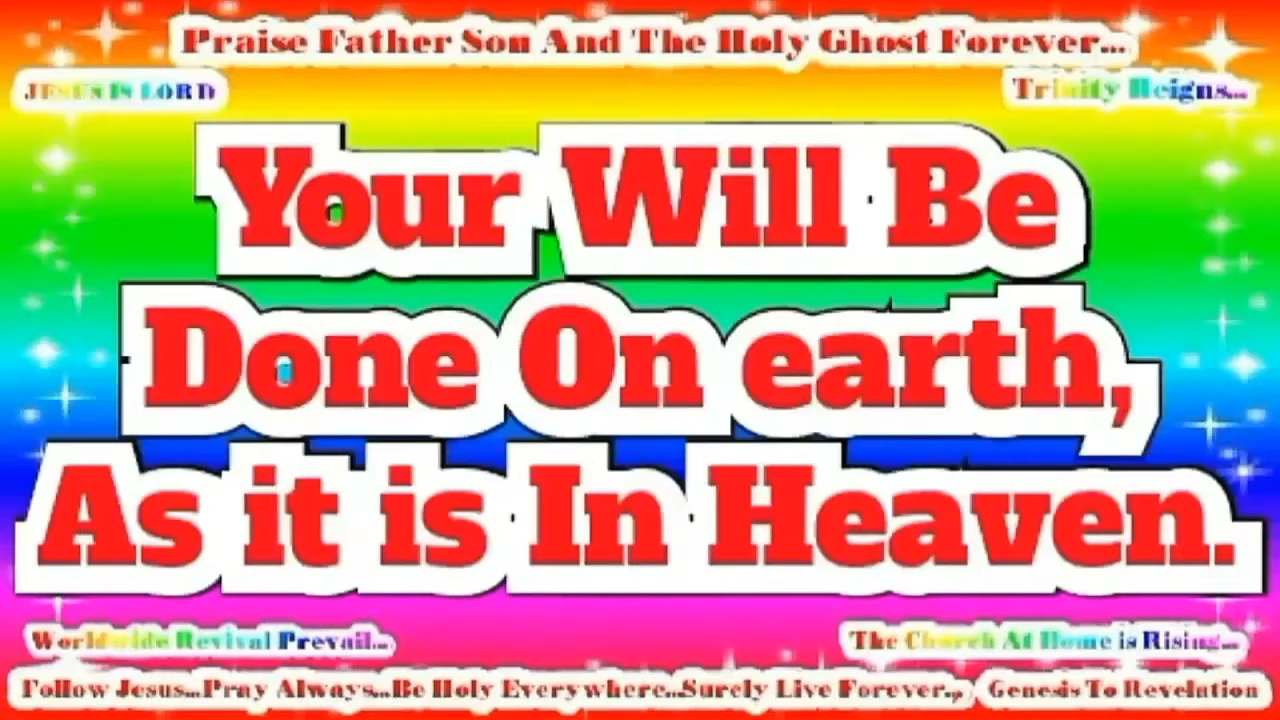 Praise Father Son And The Holy Ghost Forever...
JESUS IS LORD
Trinity Reigns...
Your Will Be
Done On earth,
As it is In Heaven.
Worldwide Revival Prevail...
The Church At Home is Rising...
Follow Jesus...Pray Always...Be Holy Everywhere...Surely Live Forever.,, Genesis To Revelation